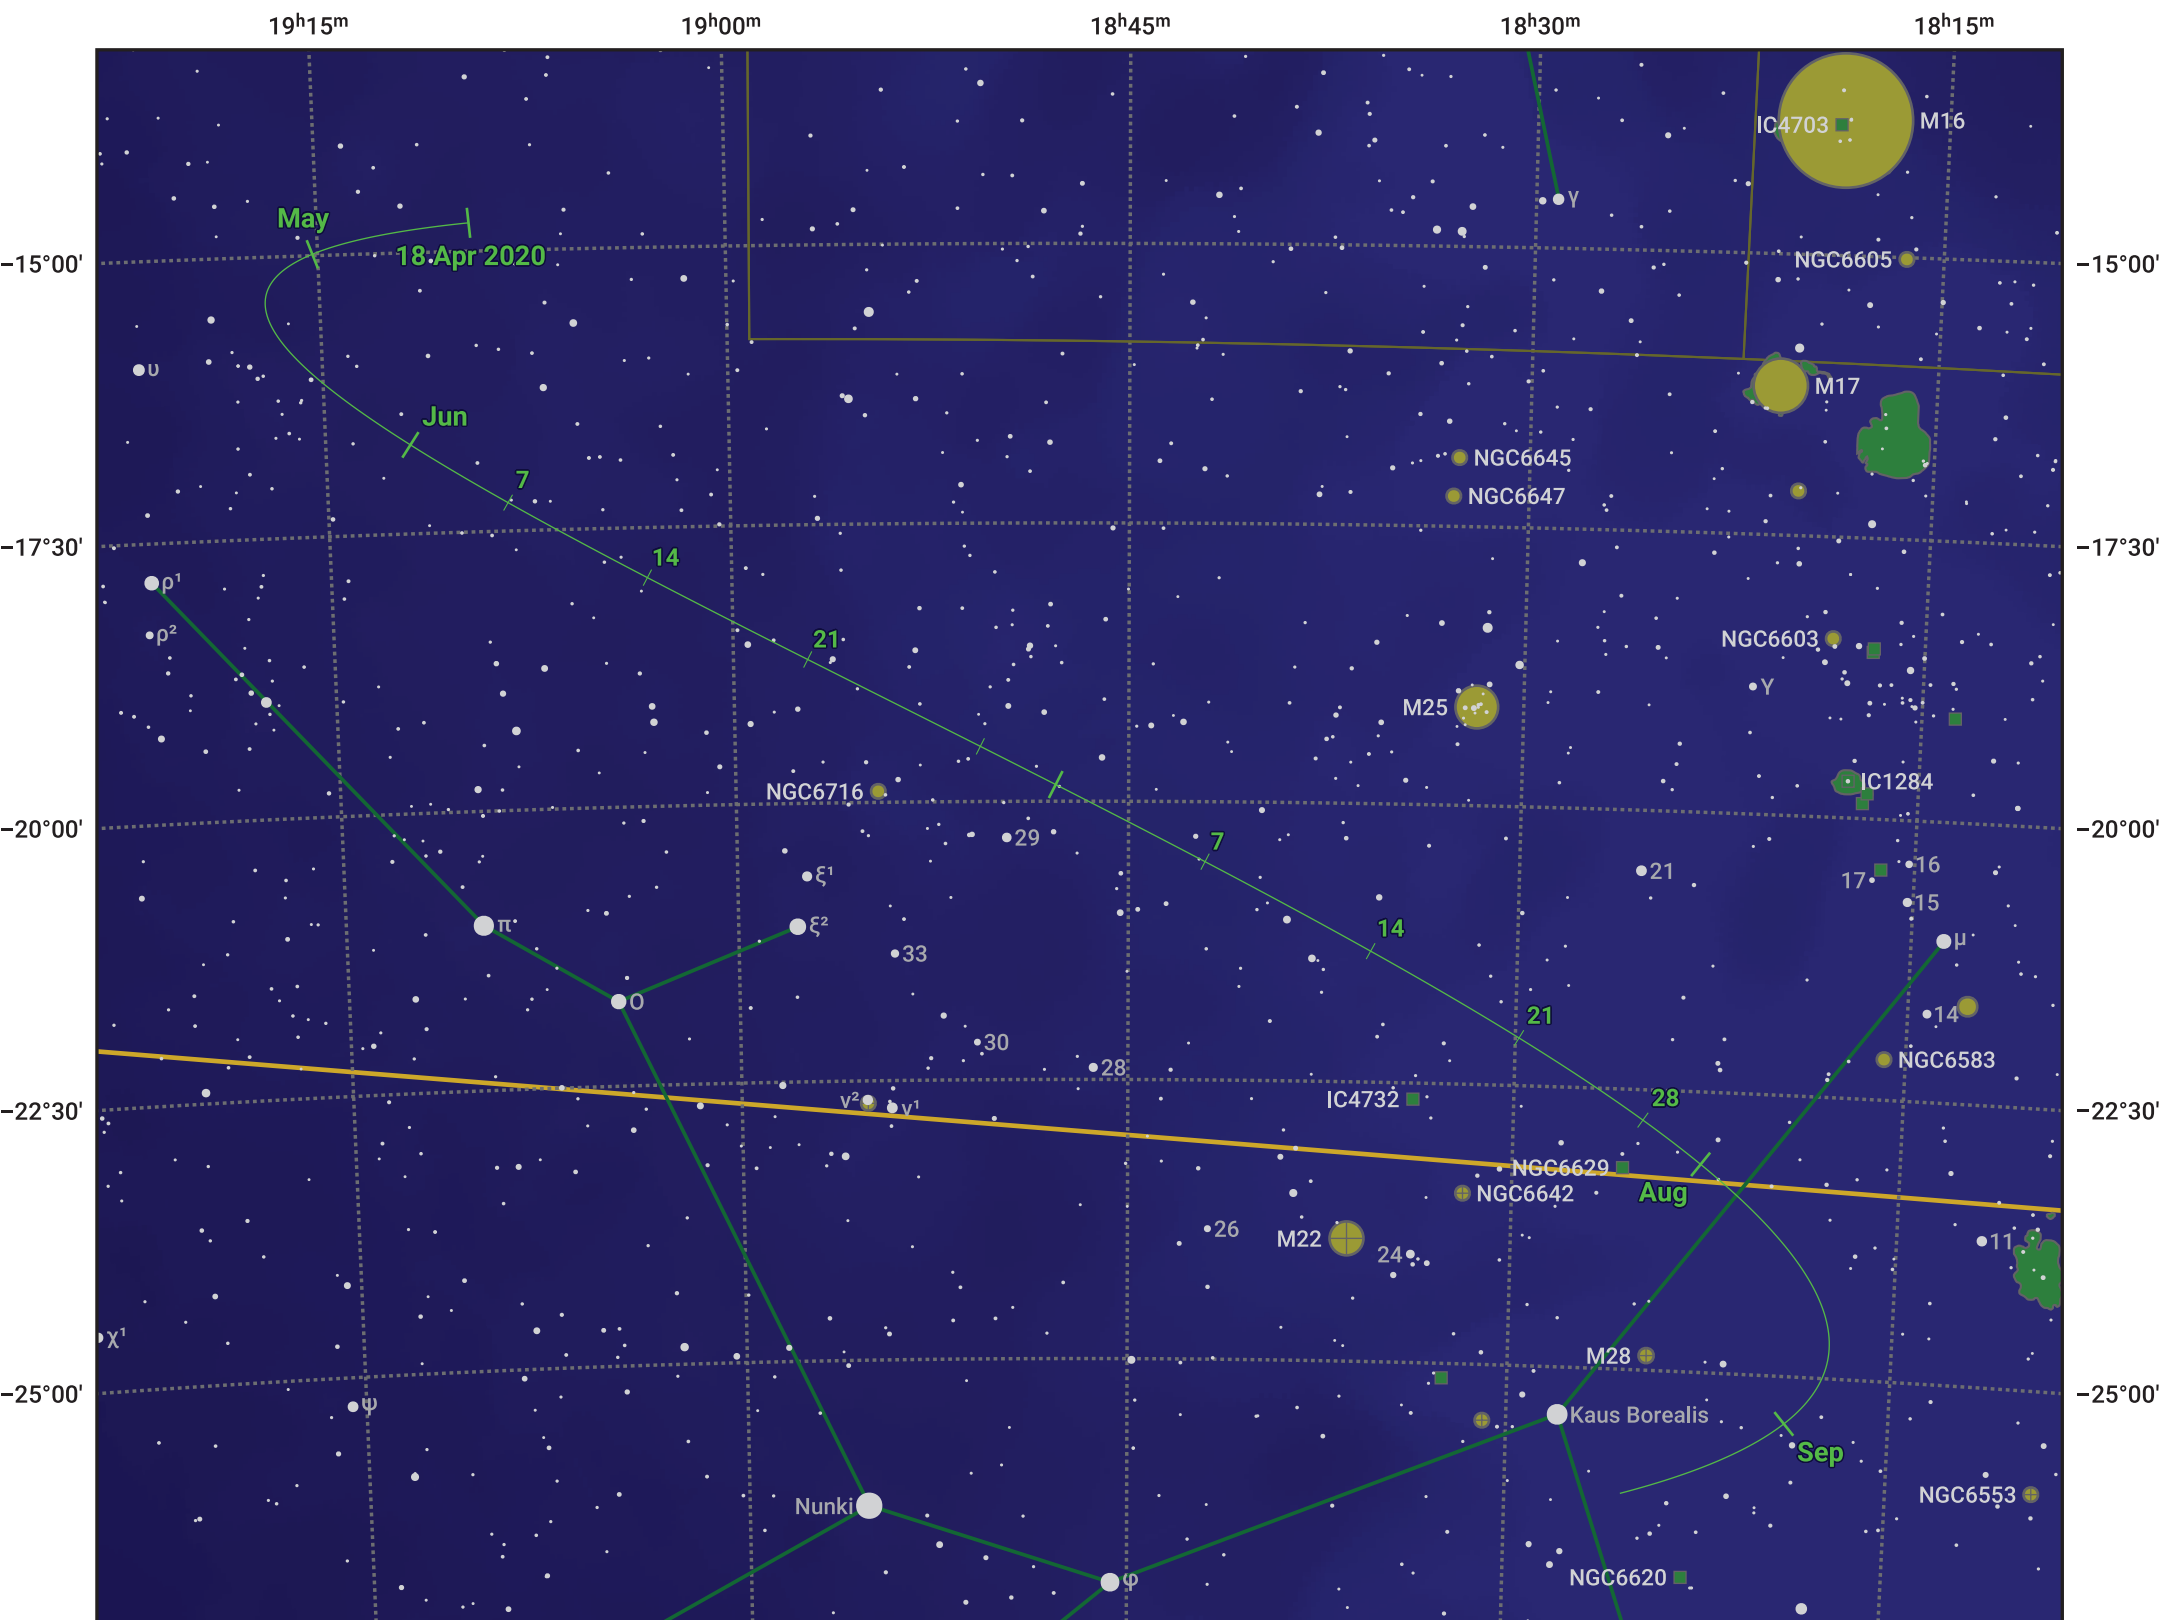 19ʰ15ᵐ 19ʰ00ᵐ 18ʰ45ᵐ 18ʰ30ᵐ 18ʰ15ᵐ
IC4703 M16
γ
May
18 Apr 2020
−15°00' NGC6605 −15°00'
υ
M17
Jun
NGC6645
7
NGC6647
−17°30' −17°30'
14
ρ¹
ρ²
21
NGC6603
Y
M25
IC1284
NGC6716
−20°00' −20°00'
29
7
ξ¹
21
16
17
15
π
ξ²
14
μ
33
O
14
21
30
NGC6583
28
28
ν² ν¹
IC4732
−22°30' −22°30'
NGC6629
Aug
NGC6642
26
M22
24
11
χ¹
M28
−25°00' −25°00'
ψ
Kaus Borealis
Sep
NGC6553
Nunki
φ
NGC6620